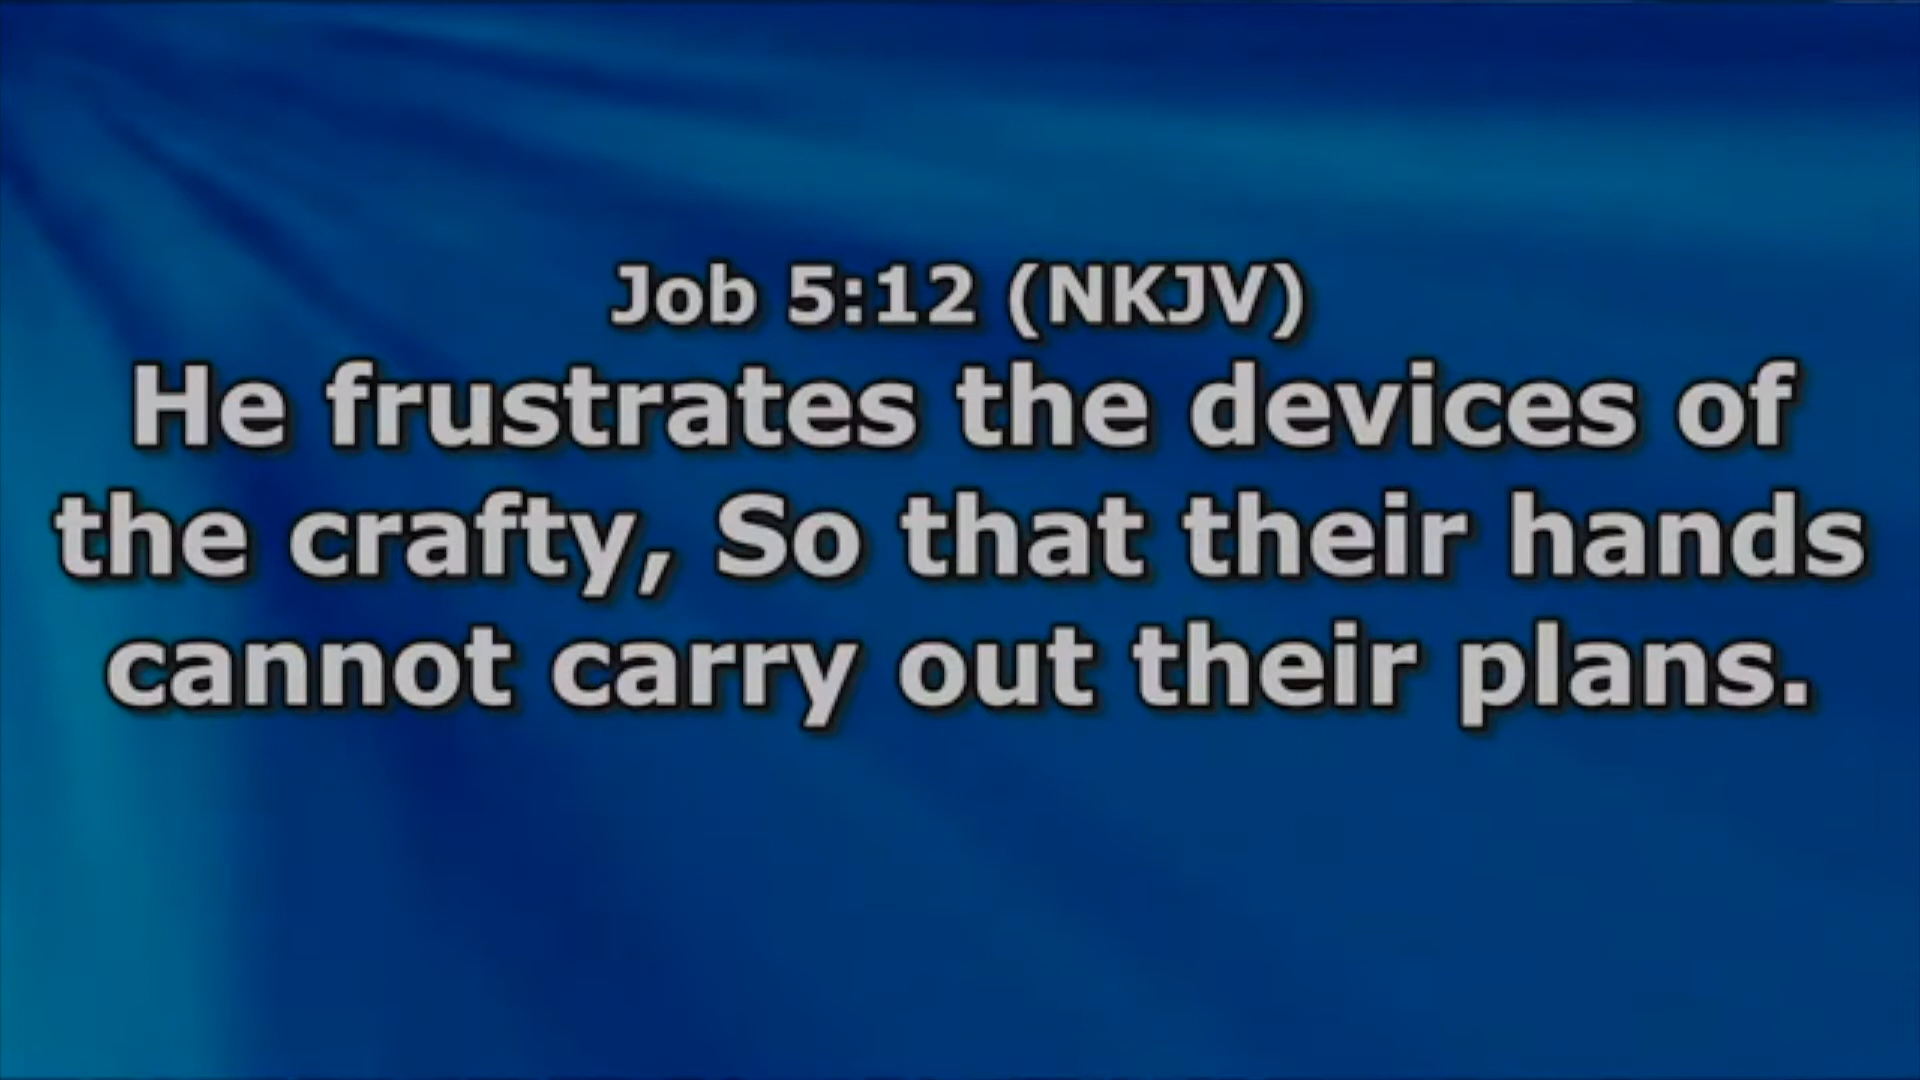 Job 5:12 (NKJV)
He frustrates the devices of
the crafty, So that their hands
cannot carry out their plans.